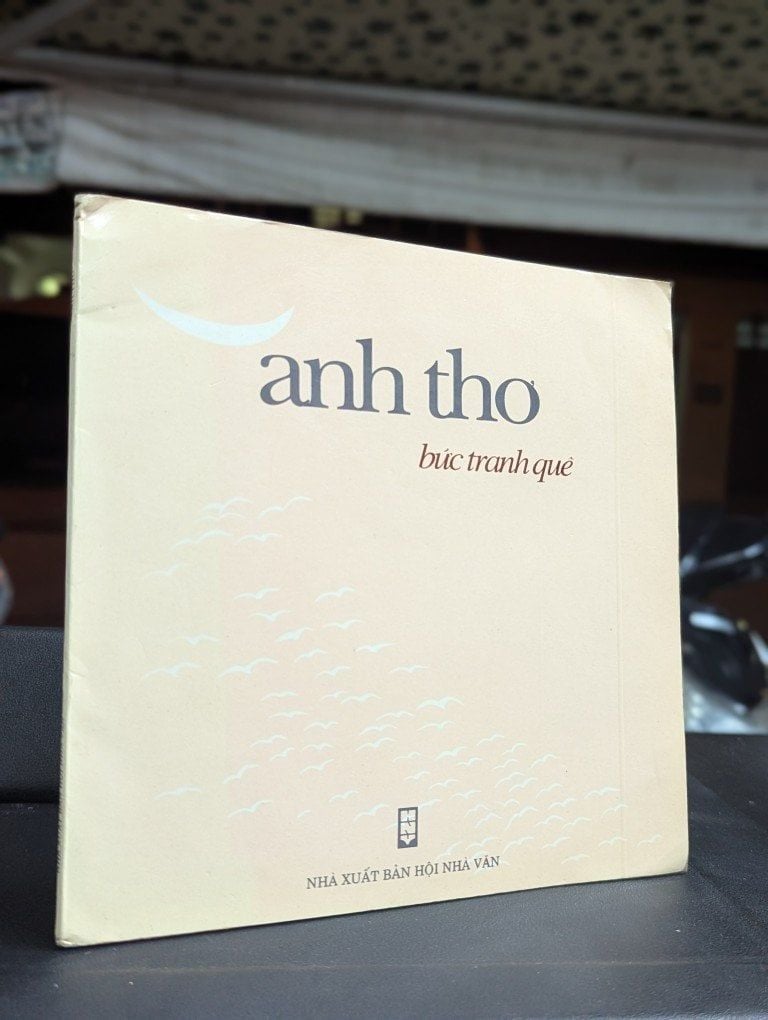 anh thơ
bức tranh quê
NHÀ XUẤT BẢN HỘI NHÀ VĂN